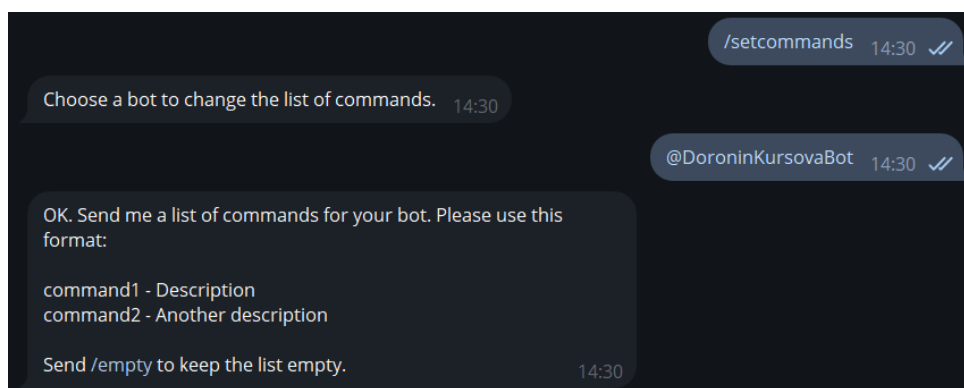 /setcommands 14:30
Choose a bot to change the list of commands. 14:30
@DoroninKursovaBot 14:30
OK. Send me a list of commands for your bot. Please use this
format:
command1 - Description
command2 - Another description
Send /empty to keep the list empty. 14:30